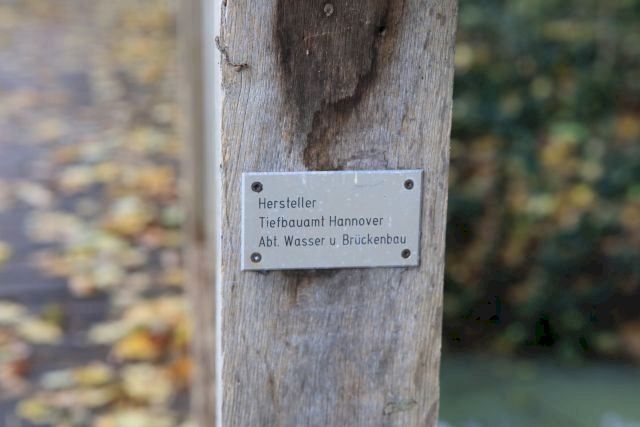 Hersteller
Tiefbauamt Hannover
Abt. Wasser u. Brückenbau